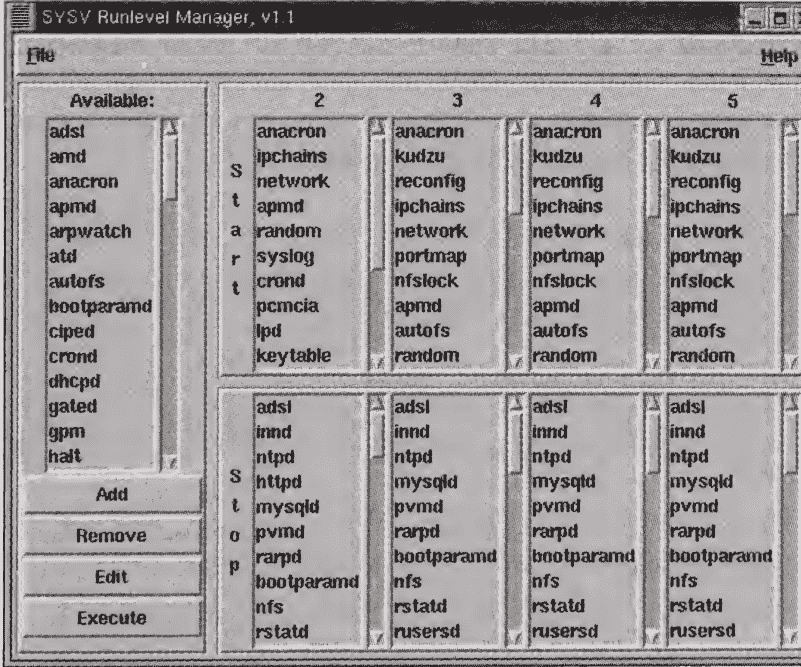 SYSV Runlevel Manager, v1.1
File
Help
Available:
adsl
amd
anacron
apmd
arpwatch
atd
autofs
bootparamd
ciped
crond
dhcpd
gated
gpm
halt
Add
Remove
Edit
Execute
2 3 4 5
Start
anacron anacron anacron anacron
ipchains kudzu kudzu kudzu
network reconfig reconfig reconfig
apmd ipchains ipchains ipchains
random network network network
syslog portmap portmap portmap
crond nfslock nfslock nfslock
pcmcia apmd apmd apmd
lpd autofs autofs autofs
keytable random random random
Stop
adsl adsl adsl adsl
innd innd innd innd
ntpd ntpd ntpd ntpd
httpd mysqld mysqld mysqld
mysqld pvmd pvmd pvmd
pvmd rarpd rarpd rarpd
rarpd bootparamd bootparamd bootparamd
bootparamd nfs nfs nfs
nfs rstatd rstatd rstatd
rstatd rusersd rusersd rusersd